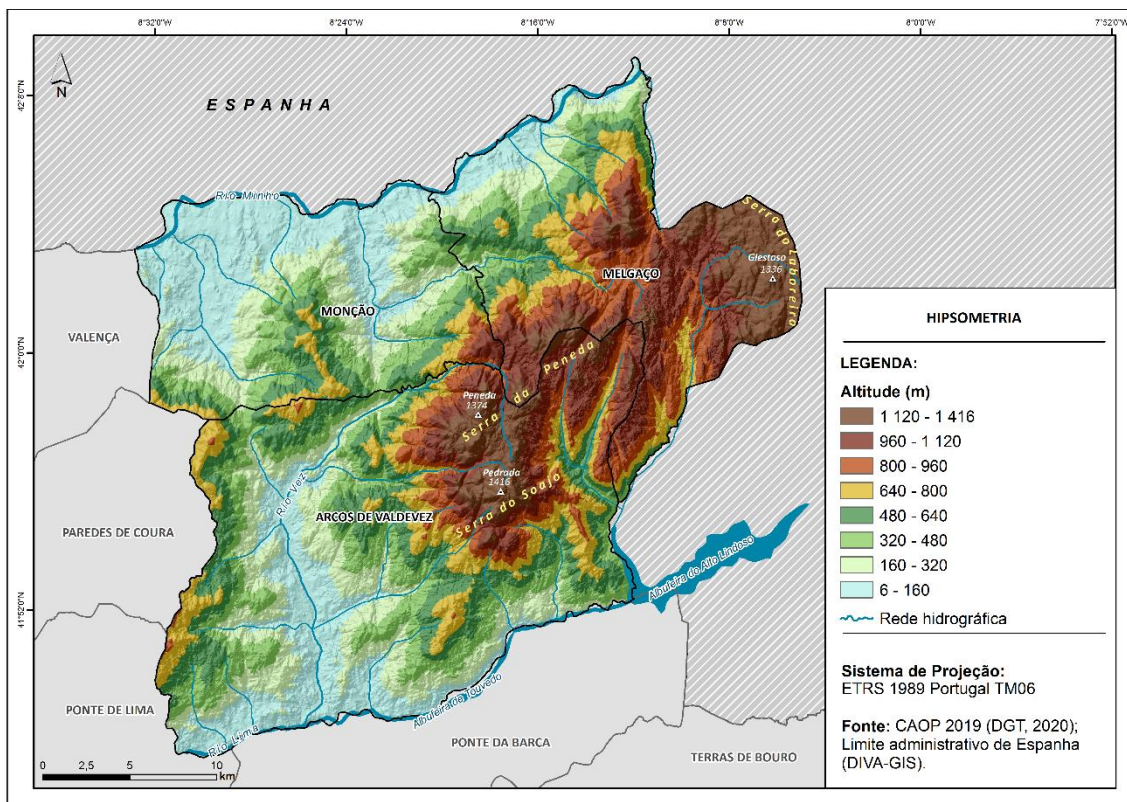 8°32'0"W
8°24'0"W
8°16'0"W
8°8'0"W
8°0'0"W
7°52'0"W
42°8'0"N
42°0'0"N
41°52'0"N
N
ESPANHA
Rio Minho
Serra do Laboreiro
Giestoso
1336
MELGAÇO
MONÇÃO
VALENÇA
Serra da Peneda
Peneda
1374
Pedrada
1416
Serra do Soajo
Rio Vez
ARCOS DE VALDEVEZ
PAREDES DE COURA
Albufeira do Alto Lindoso
PONTE DE LIMA
Rio Lima
Albufeira de Touvedo
PONTE DA BARCA
TERRAS DE BOURO
0 2,5 5 10
km
HIPSOMETRIA
LEGENDA:
Altitude (m)
1 120 - 1 416
960 - 1 120
800 - 960
640 - 800
480 - 640
320 - 480
160 - 320
6 - 160
Rede hidrográfica
Sistema de Projeção:
ETRS 1989 Portugal TM06
Fonte: CAOP 2019 (DGT, 2020);
Limite administrativo de Espanha
(DIVA-GIS).